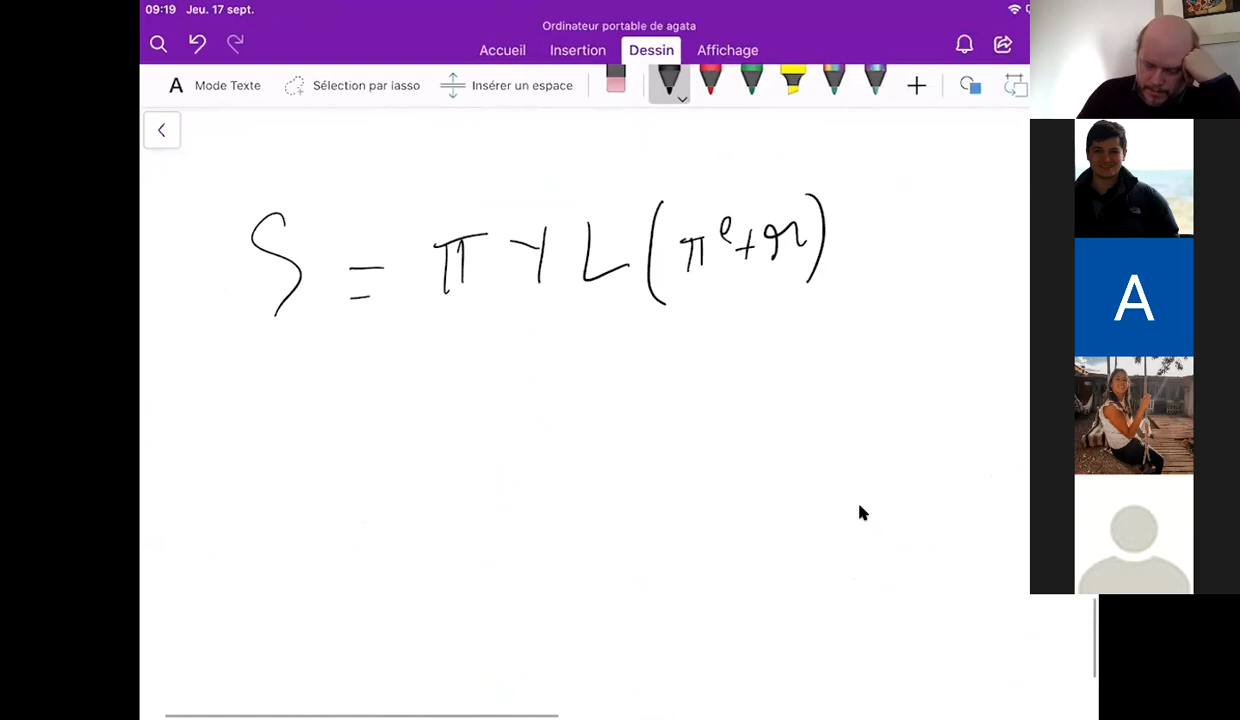 09:19 Jeu. 17 sept.
Ordinateur portable de agata
Accueil Insertion Dessin Affichage
A Mode Texte Sélection par lasso Insérer un espace
S = π Y L (π^e + r)
A